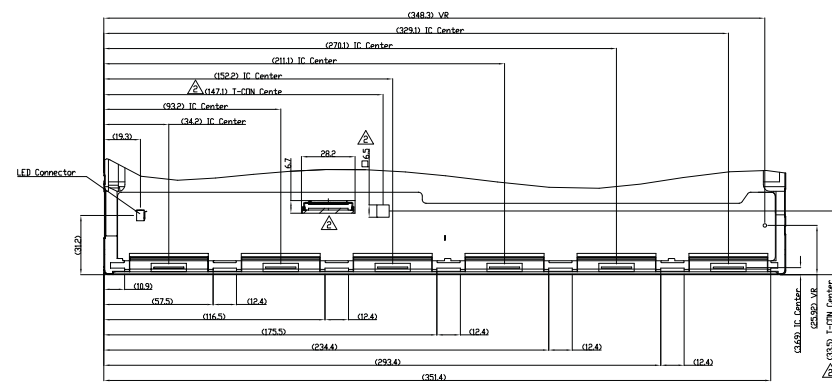 (348.3) VR
(329.1) IC Center
(270.1) IC Center
(211.1) IC Center
(152.2) IC Center
2 (147.1) T-CON Cente
(93.2) IC Center
(34.2) IC Center
(19.3)
28.2
6.7
2
□6.5
LED Connector
2
(31.2)
(10.9)
(57.5)
(12.4)
(116.5)
(12.4)
(175.5)
(12.4)
(234.4)
(12.4)
(293.4)
(12.4)
(351.4)
(3.69) IC Center
(25.92) VR
2 (33.5) T-CON Center